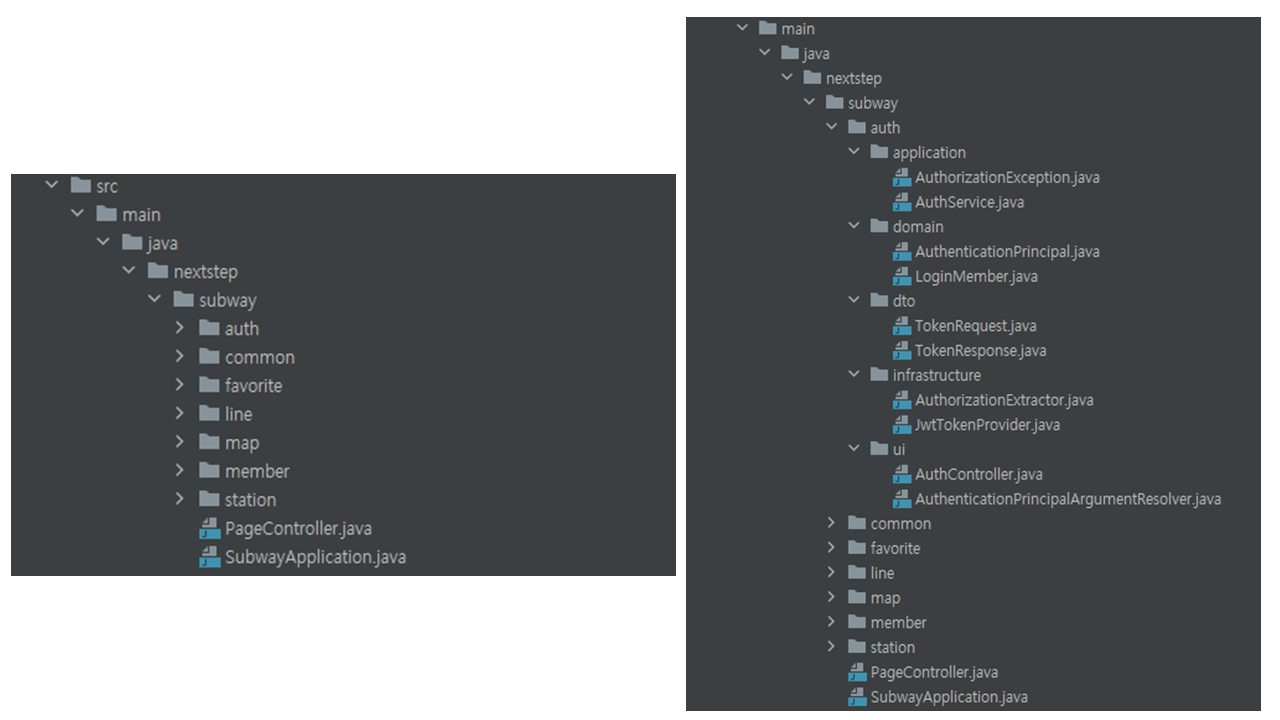 src
main
java
nextstep
subway
auth
common
favorite
line
map
member
station
PageController.java
SubwayApplication.java
main
java
nextstep
subway
auth
application
AuthorizationException.java
AuthService.java
domain
AuthenticationPrincipal.java
LoginMember.java
dto
TokenRequest.java
TokenResponse.java
infrastructure
AuthorizationExtractor.java
JwtTokenProvider.java
ui
AuthController.java
AuthenticationPrincipalArgumentResolver.java
common
favorite
line
map
member
station
PageController.java
SubwayApplication.java